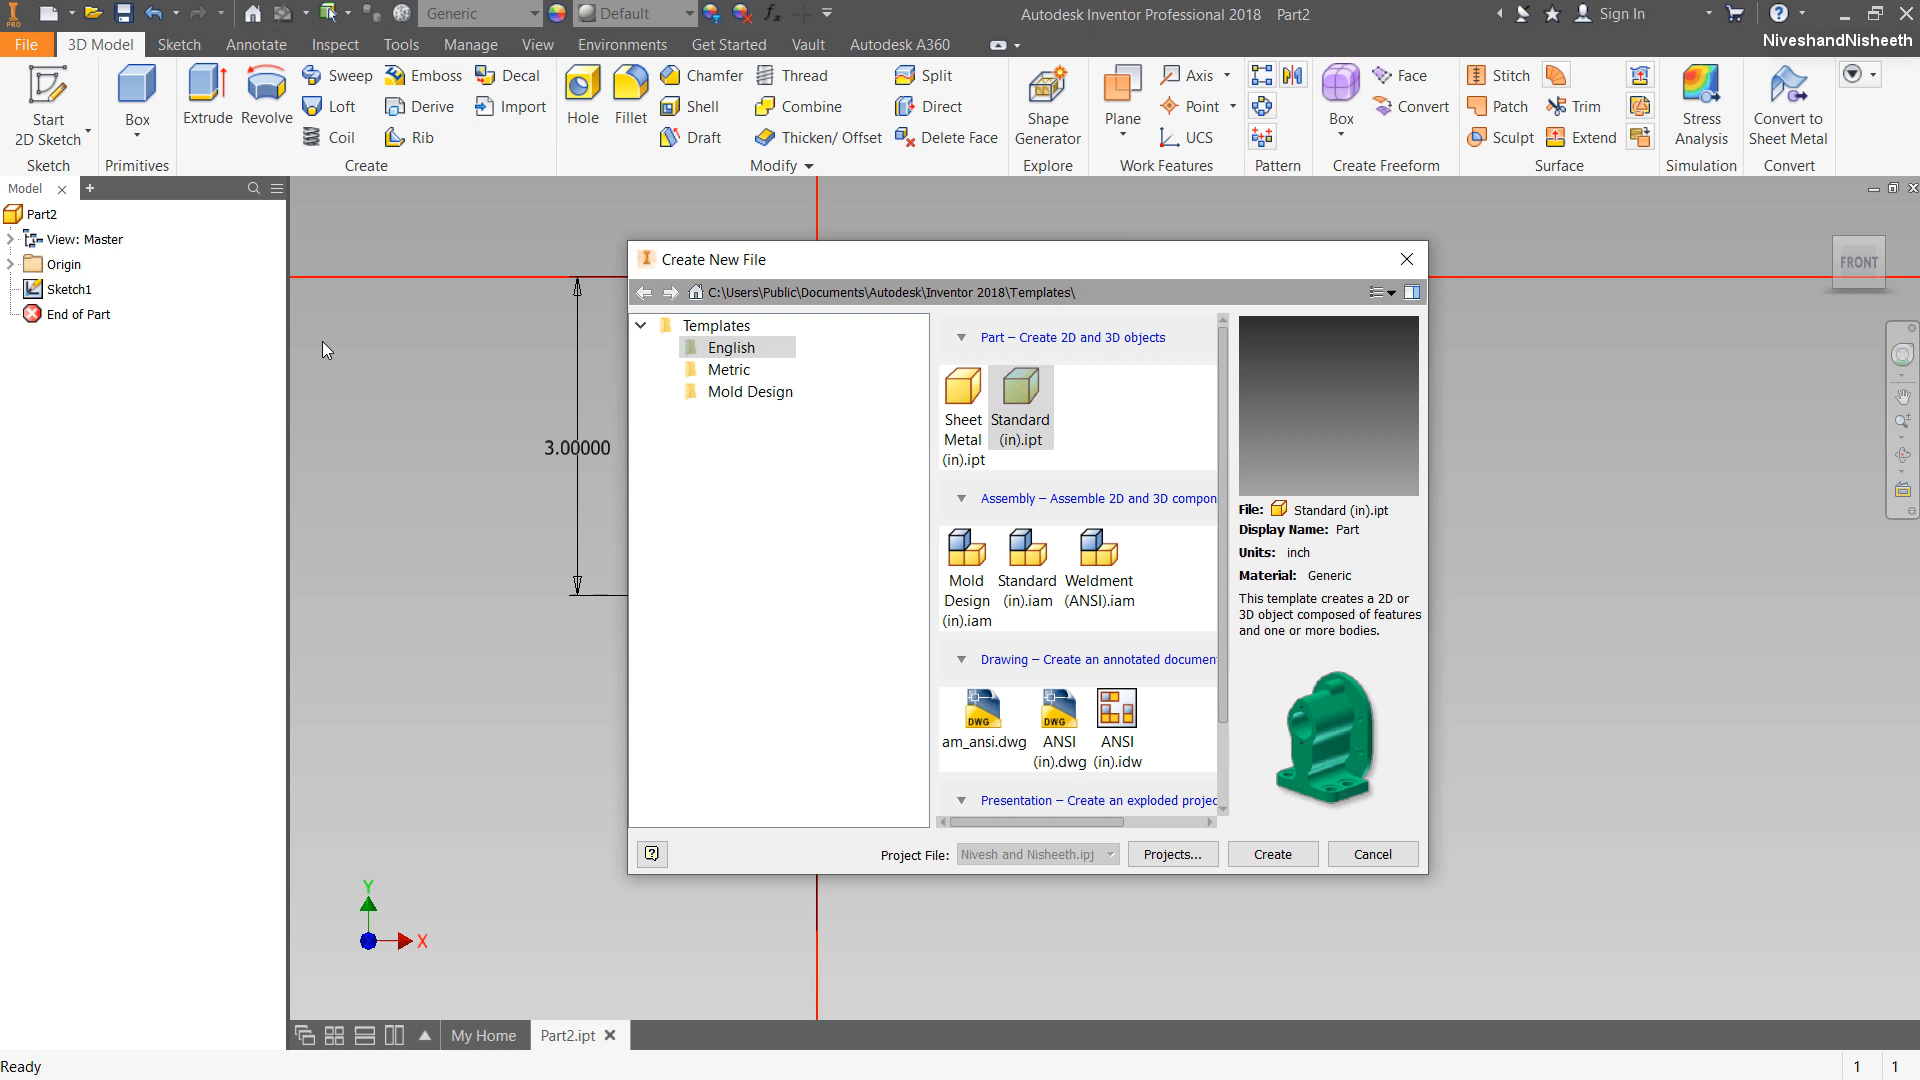 PRO
Generic
Default
fx
Autodesk Inventor Professional 2018 Part2
Sign In
File
3D Model
Sketch
Annotate
Inspect
Tools
Manage
View
Environments
Get Started
Vault
Autodesk A360
NiveshandNisheeth
Start
2D Sketch
Sketch
Box
Primitives
Extrude
Revolve
Sweep
Loft
Coil
Emboss
Derive
Rib
Decal
Import
Create
Hole
Fillet
Chamfer
Shell
Draft
Thread
Combine
Thicken/ Offset
Split
Direct
Delete Face
Modify
Shape
Generator
Explore
Plane
Axis
Point
UCS
Work Features
Pattern
Box
Face
Convert
Create Freeform
Stitch
Patch
Sculpt
Trim
Extend
Surface
Stress
Analysis
Simulation
Convert to
Sheet Metal
Convert
Model
Part2
View: Master
Origin
Sketch1
End of Part
3.00000
FRONT
Y
X
Create New File
C:\Users\Public\Documents\Autodesk\Inventor 2018\Templates\
Templates
English
Metric
Mold Design
Part – Create 2D and 3D objects
Sheet
Metal
(in).ipt
Standard
(in).ipt
Assembly – Assemble 2D and 3D compon
Mold
Design
(in).iam
Standard
(in).iam
Weldment
(ANSI).iam
Drawing – Create an annotated documen
DWG
am_ansi.dwg
DWG
ANSI
(in).dwg
ANSI
(in).idw
Presentation – Create an exploded projec
File: Standard (in).ipt
Display Name: Part
Units: inch
Material: Generic
This template creates a 2D or
3D object composed of features
and one or more bodies.
Project File:
Nivesh and Nisheeth.ipj
Projects...
Create
Cancel
My Home
Part2.ipt
Ready
1
1